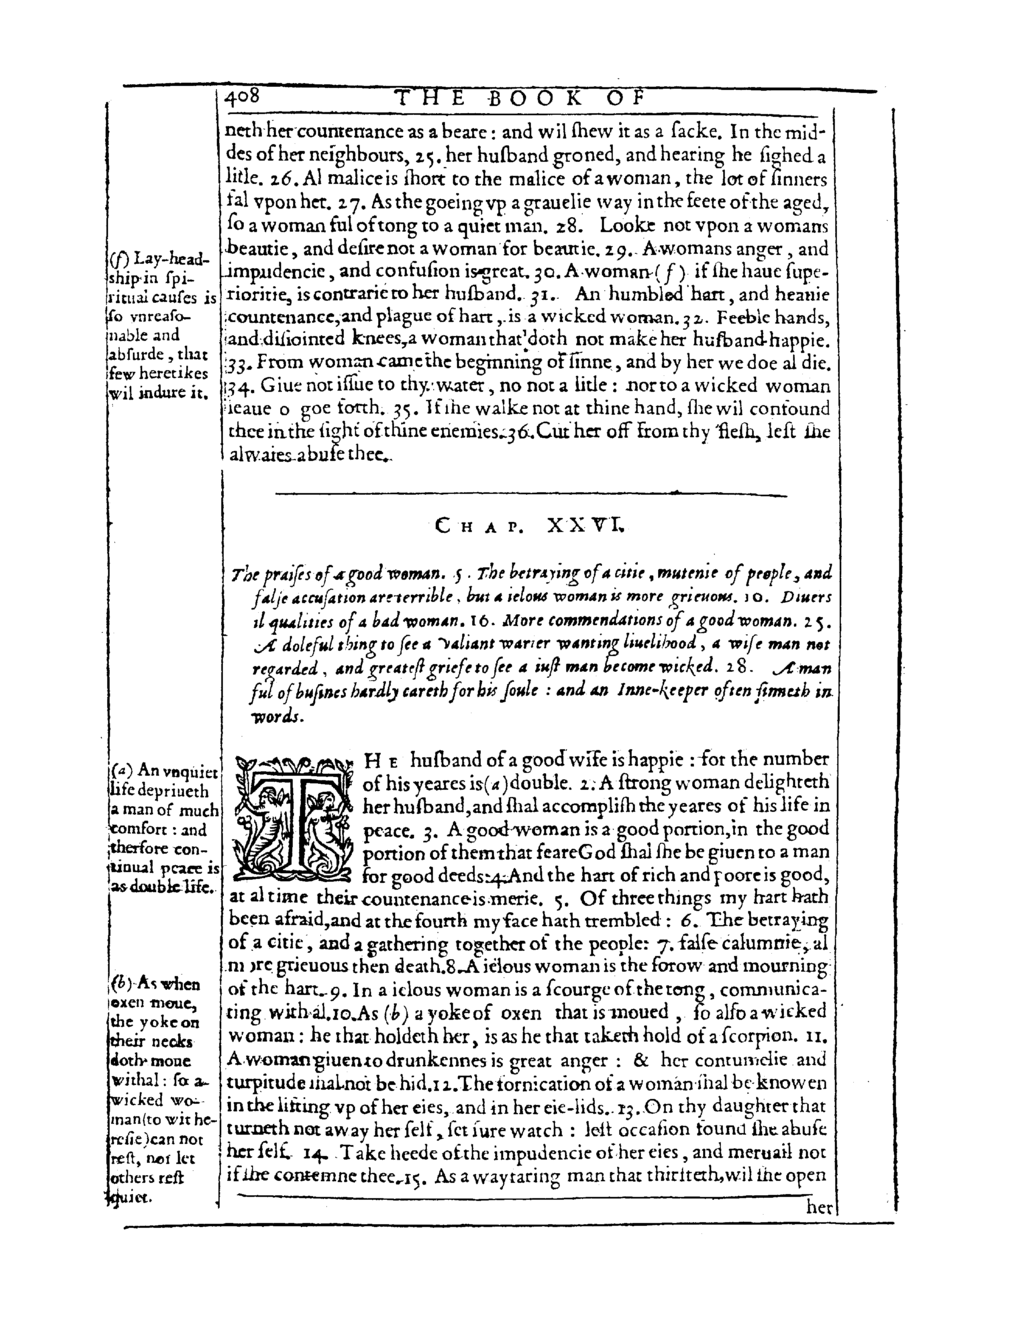 408 THE BOOK OF
neth her countenance as a beare : and wil ſhew it as a ſacke. In the mid-
des of her neighbours, 25. her huſband groned, and hearing he ſighed a
litle. 26. Al malice is ſhort to the malice of a woman, the lot of ſinners
fal vpon her. 27. As the goeing vp a grauelie way in the feete of the aged,
ſo a woman ful of tong to a quiet man. 28. Looke not vpon a womans
beautie, and deſire not a woman for beautie. 29. A womans anger, and
impudencie, and confuſion is great. 30. A woman (f) if ſhe haue ſupe-
rioritie, is contrarie to her huſband. 31. An humbled hart, and heauie
countenance, and plague of hart, is a wicked woman. 32. Feeble hands,
and diſiointed knees, a woman that doth not make her huſband happie.
33. From woman came the beginning of ſinne, and by her we doe al die.
34. Giue not iſſue to thy water, no not a litle : nor to a wicked woman
leaue o goe forth. 35. If ſhe walke not at thine hand, ſhe wil confound
thee in the ſight of thine enemies. 36. Cut her off from thy fleſh, leſt ſhe
alwaies abuſe thee.
(f) Lay-head-
ship in ſpi-
ritual cauſes is
ſo vnreaſo-
nable and
abſurde, that
few heretikes
wil indure it.
CHAP. XXVI.
The praiſes of a good woman. 5. The betraying of a citie, mutenie of people, and
falſe accuſation are terrible, but a ielous woman is more grieuous. 10. Diuers
il qualities of a bad woman. 16. More commendations of a good woman. 25.
A doleful thing to ſee a valiant warier wanting liuelihood, a wiſe man not
regarded, and greateſt griefe to ſee a iuſt man become wicked. 28. A man
ful of buſines hardly careth for his ſoule : and an Inne-keeper often ſinneth in
words.
THE huſband of a good wife is happie : for the number
of his yeares is (a) double. 2. A ſtrong woman delighteth
her huſband, and ſhal accompliſh the yeares of his life in
peace. 3. A good woman is a good portion, in the good
portion of them that feare God ſhal ſhe be giuen to a man
for good deeds: 4. And the hart of rich and poore is good,
at al time their countenance is merie. 5. Of three things my hart hath
been afraid, and at the fourth my face hath trembled : 6. The betraying
of a citie, and a gathering together of the people: 7. falſe calumnie, al
more grieuous then death. 8. A ielous woman is the ſorow and mourning
of the hart. 9. In a ielous woman is a ſcourge of the tong, communica-
ting with al. 10. As (b) a yoke of oxen that is moued, ſo alſo a wicked
woman : he that holdeth her, is as he that taketh hold of a ſcorpion. 11.
A woman giuen to drunkennes is great anger : & her contumelie and
turpitude ſhal not be hid. 12. The fornication of a woman ſhal be knowen
in the lifting vp of her eies, and in her eie-lids. 13. On thy daughter that
turneth not away her ſelf, ſet ſure watch : leſt occaſion found ſhe abuſe
her ſelf. 14. Take heede of the impudencie of her eies, and meruail not
if ſhe contemne thee. 15. As a wayfaring man that thirſteth, wil ſhe open
her
(a) An vnquiet
life depriueth
a man of much
comfort : and
therfore con-
tinual peace is
as double life.
(b) As when
oxen moue,
the yoke on
their necks
doth moue
withal : ſo a
wicked wo-
man (to wit he-
reſie) can not
reſt, nor let
others reſt
quiet.